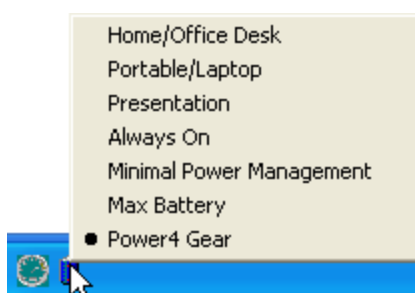 Home/Office Desk
Portable/Laptop
Presentation
Always On
Minimal Power Management
Max Battery
Power4 Gear